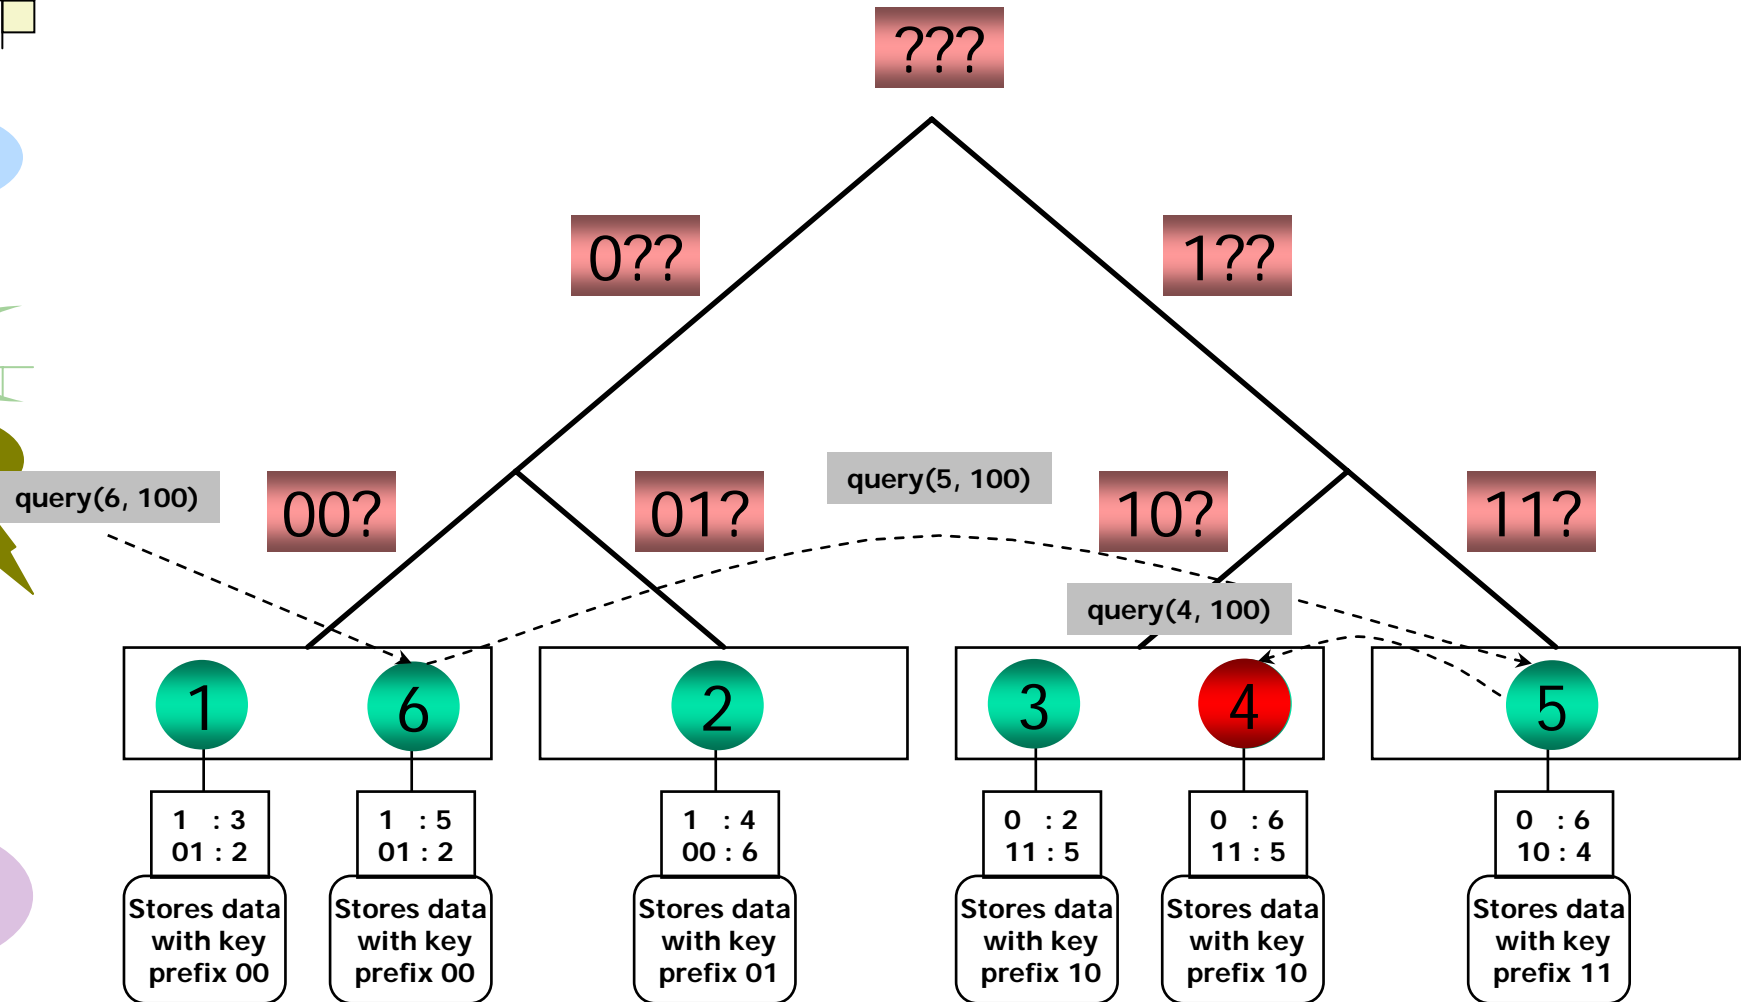 ???
0??
1??
query(6, 100)
00?
01?
query(5, 100)
10?
11?
query(4, 100)
1
6
2
3
4
5
1 : 3
01 : 2
1 : 5
01 : 2
1 : 4
00 : 6
0 : 2
11 : 5
0 : 6
11 : 5
0 : 6
10 : 4
Stores data
with key
prefix 00
Stores data
with key
prefix 00
Stores data
with key
prefix 01
Stores data
with key
prefix 10
Stores data
with key
prefix 10
Stores data
with key
prefix 11